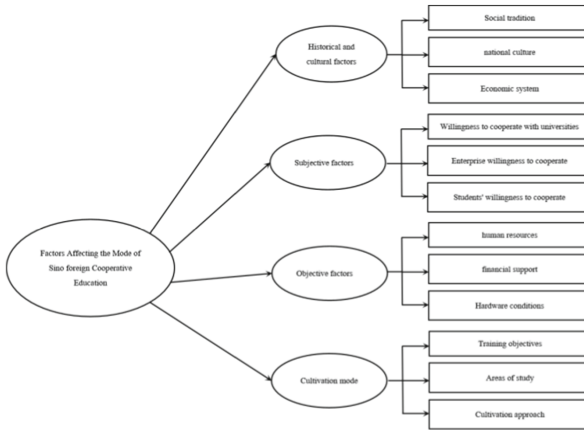 Social tradition
Historical and
cultural factors
national culture
Economic system
Willingness to cooperate with universities
Subjective factors
Enterprise willingness to cooperate
Students' willingness to cooperate
Factors Affecting the Mode of
Sino foreign Cooperative
Education
human resources
Objective factors
financial support
Hardware conditions
Training objectives
Cultivation mode
Areas of study
Cultivation approach